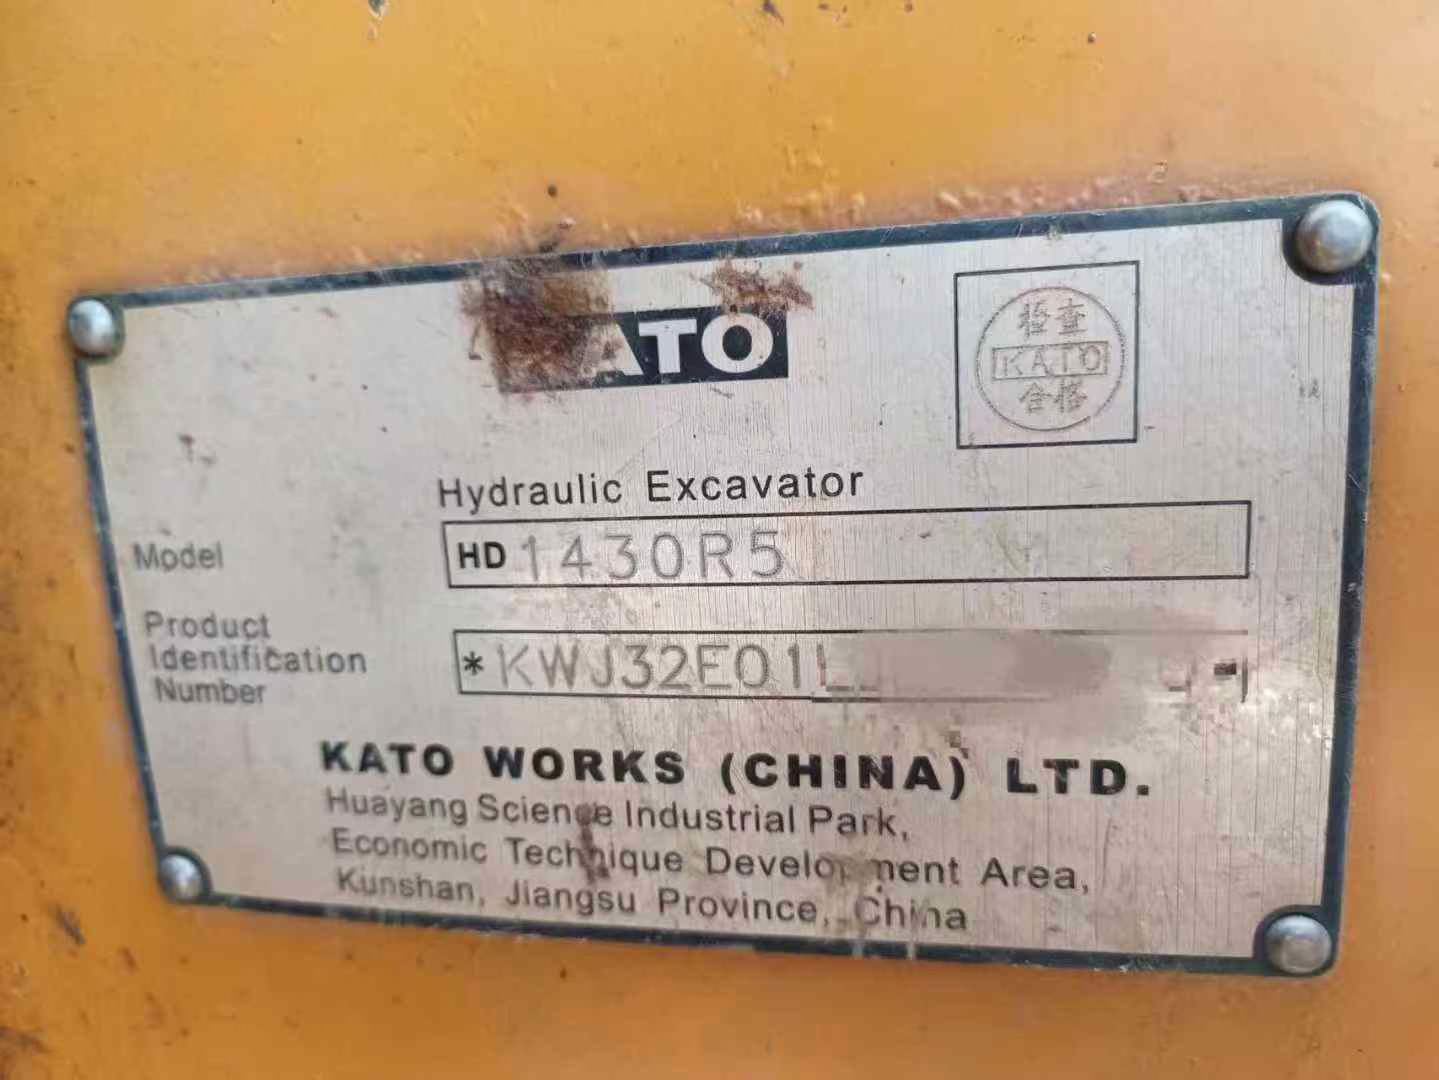 KATO
检查
KATO
合格
Hydraulic Excavator
Model HD 1430R5
Product
Identification
Number
*KWJ32E01
KATO WORKS (CHINA) LTD.
Huayang Science Industrial Park,
Economic Technique Development Area,
Kunshan, Jiangsu Province, China